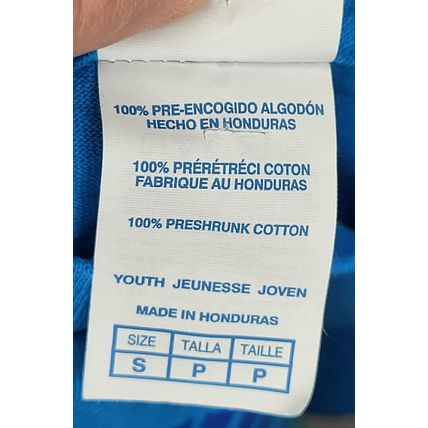 100% PRE-ENCOGIDO ALGODÓN
HECHO EN HONDURAS
100% PRÉRÉTRÉCI COTON
FABRIQUE AU HONDURAS
100% PRESHRUNK COTTON
YOUTH JEUNESSE JOVEN
MADE IN HONDURAS
SIZE TALLA TAILLE
S P P